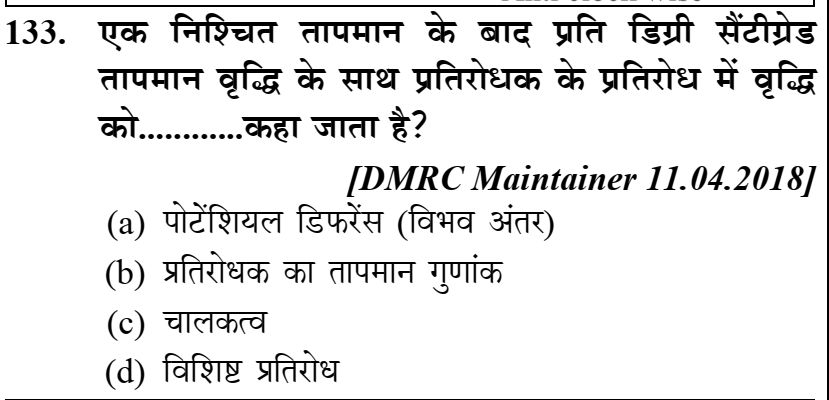 133. एक निश्चित तापमान के बाद प्रति डिग्री सैंटीग्रेड
तापमान वृद्धि के साथ प्रतिरोधक के प्रतिरोध में वृद्धि
को............कहा जाता है?
[DMRC Maintainer 11.04.2018]
(a) पोटेंशियल डिफरेंस (विभव अंतर)
(b) प्रतिरोधक का तापमान गुणांक
(c) चालकत्व
(d) विशिष्ट प्रतिरोध